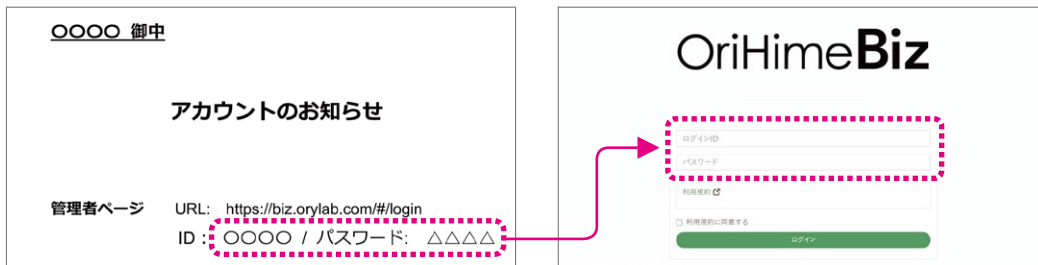 〇〇〇〇 御中
アカウントのお知らせ
管理者ページ URL: https://biz.orylab.com/#/login
ID : 〇〇〇〇 / パスワード: △△△△
OriHimeBiz
ログインID
パスワード
利用規約
利用規約に同意する
ログイン